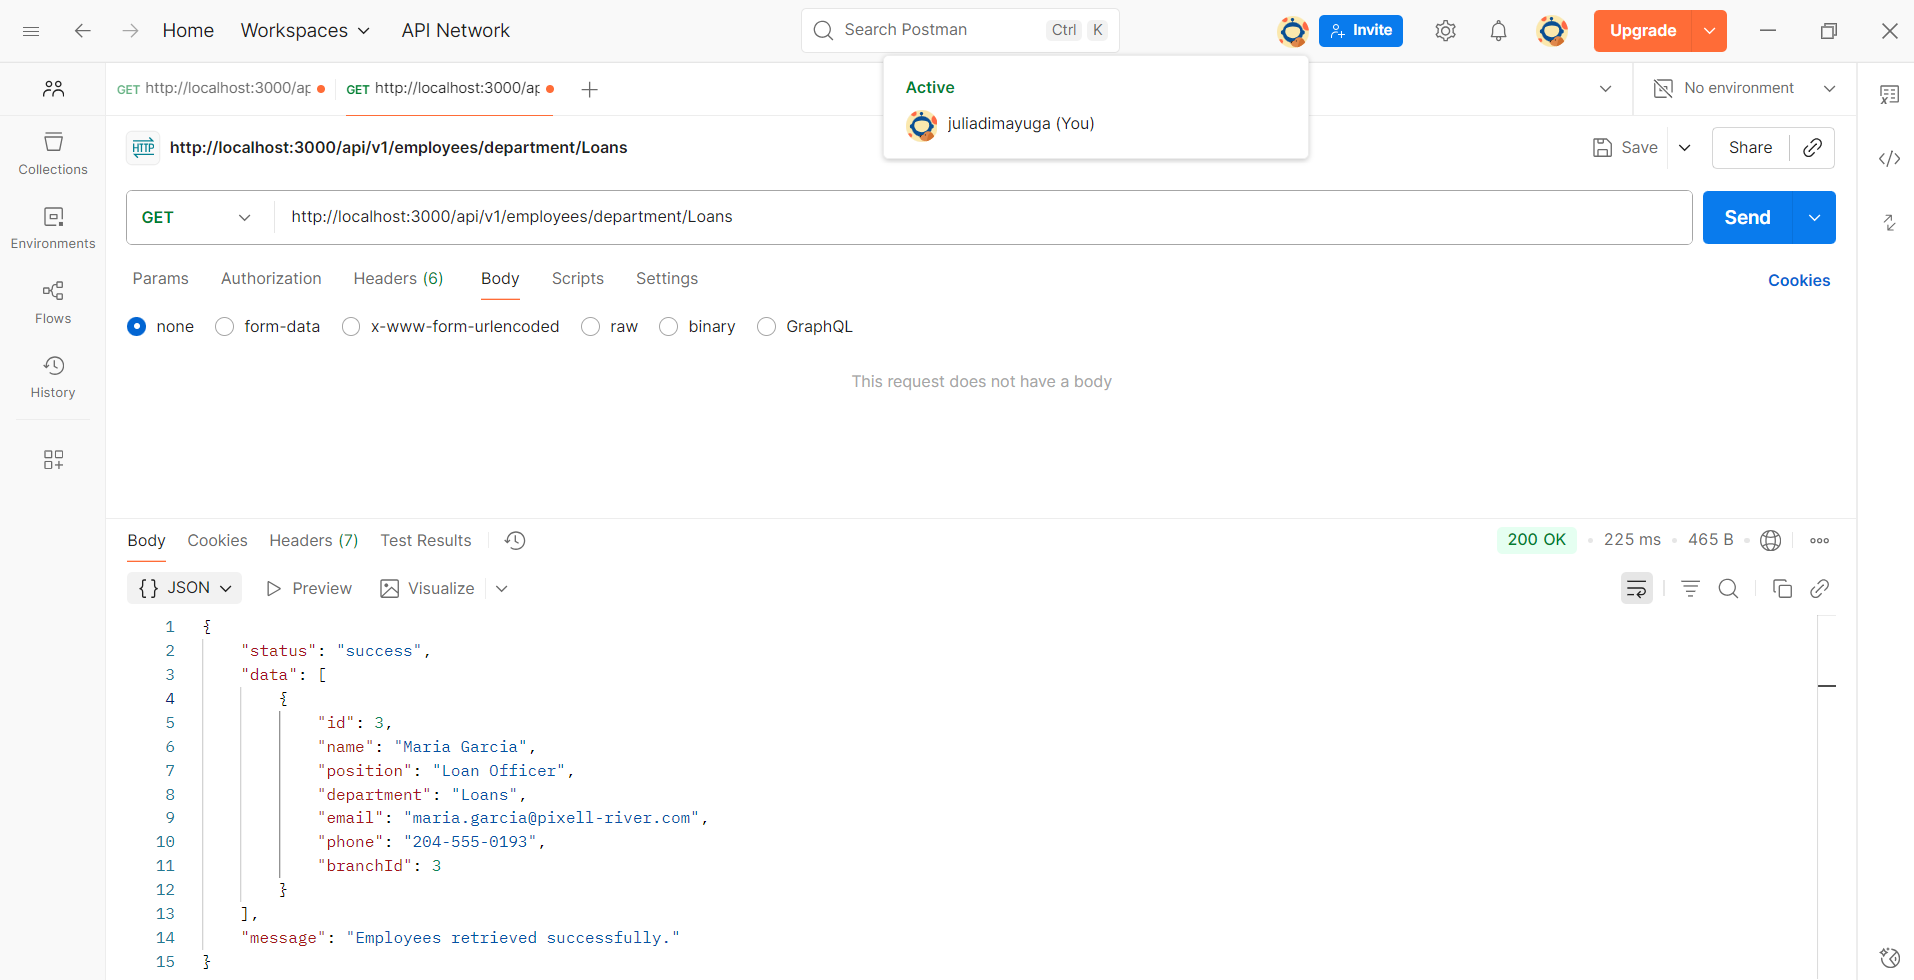 Home
Workspaces
API Network
Search Postman
Ctrl
K
Invite
Upgrade
GET http://localhost:3000/ap
GET http://localhost:3000/ap
Active
juliadimayuga (You)
No environment
HTTP
http://localhost:3000/api/v1/employees/department/Loans
Save
Share
Collections
Environments
Flows
History
GET
http://localhost:3000/api/v1/employees/department/Loans
Send
Params
Authorization
Headers (6)
Body
Scripts
Settings
Cookies
none
form-data
x-www-form-urlencoded
raw
binary
GraphQL
This request does not have a body
Body
Cookies
Headers (7)
Test Results
200 OK
225 ms
465 B
{} JSON
Preview
Visualize
1 {
2 "status": "success",
3 "data": [
4 {
5 "id": 3,
6 "name": "Maria Garcia",
7 "position": "Loan Officer",
8 "department": "Loans",
9 "email": "maria.garcia@pixell-river.com",
10 "phone": "204-555-0193",
11 "branchId": 3
12 }
13 ],
14 "message": "Employees retrieved successfully."
15 }